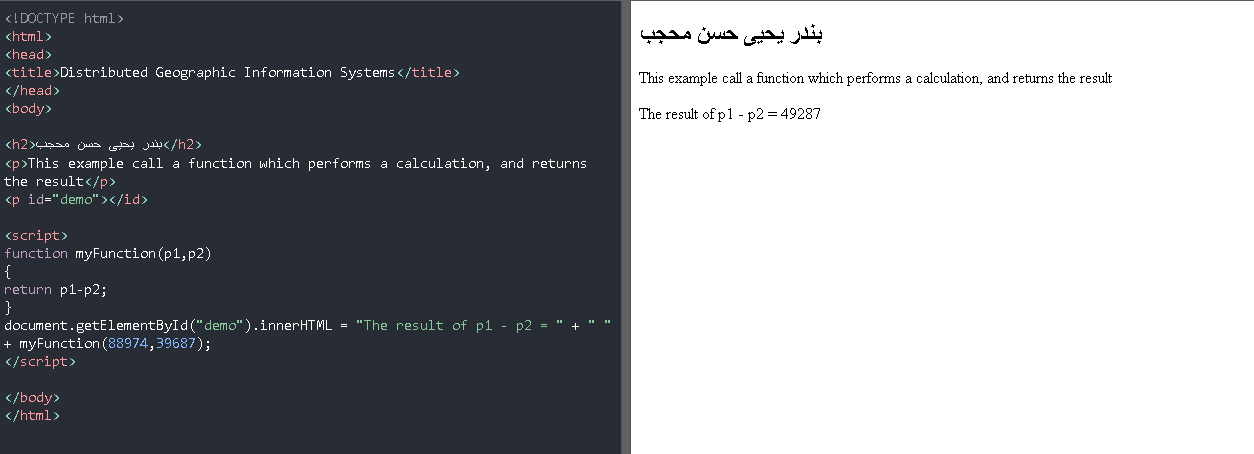 <!DOCTYPE html>
<html>
<head>
<title>Distributed Geographic Information Systems</title>
</head>
<body>
<h2>بندر يحيى حسن محجب</h2>
<p>This example call a function which performs a calculation, and returns
the result</p>
<p id="demo"></id>
<script>
function myFunction(p1,p2)
{
return p1-p2;
}
document.getElementById("demo").innerHTML = "The result of p1 - p2 = " + " "
+ myFunction(88974,39687);
</script>
</body>
</html>
بندر يحيى حسن محجب
This example call a function which performs a calculation, and returns the result
The result of p1 - p2 = 49287